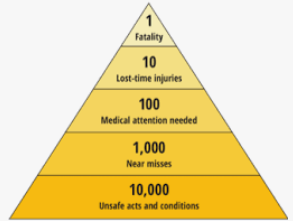 1
Fatality
10
Lost-time injuries
100
Medical attention needed
1,000
Near misses
10,000
Unsafe acts and conditions